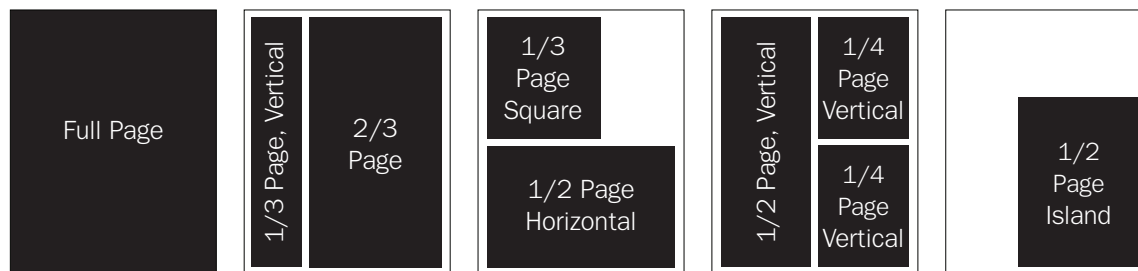 Full Page
1/3 Page, Vertical
2/3
Page
1/3
Page
Square
1/2 Page
Horizontal
1/2 Page, Vertical
1/4
Page
Vertical
1/4
Page
Vertical
1/2
Page
Island